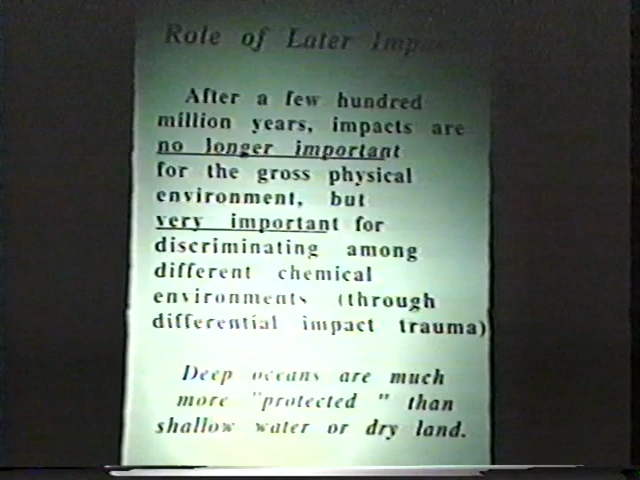 Role of Later Impa
After a few hundred
million years, impacts are
no longer important
for the gross physical
environment, but
very important for
discriminating among
different chemical
environments (through
differential impact trauma)
Deep oceans are much
more "protected " than
shallow water or dry land.